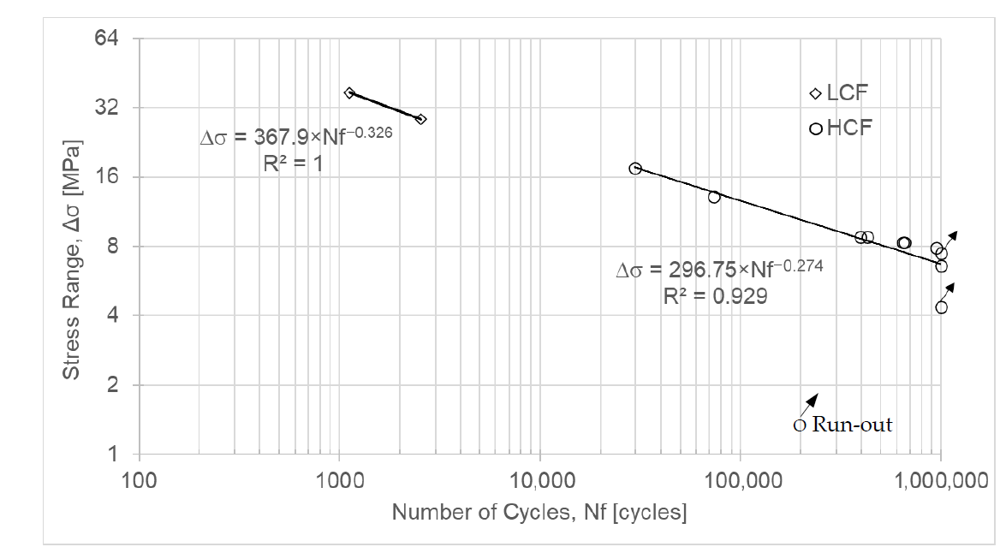 64
32
16
8
4
2
1
Stress Range, Δσ [MPa]
◇ LCF
○ HCF
Δσ = 367.9×Nf⁻⁰·³²⁶
R² = 1
Δσ = 296.75×Nf⁻⁰·²⁷⁴
R² = 0.929
Run-out
100
1000
10,000
100,000
1,000,000
Number of Cycles, Nf [cycles]